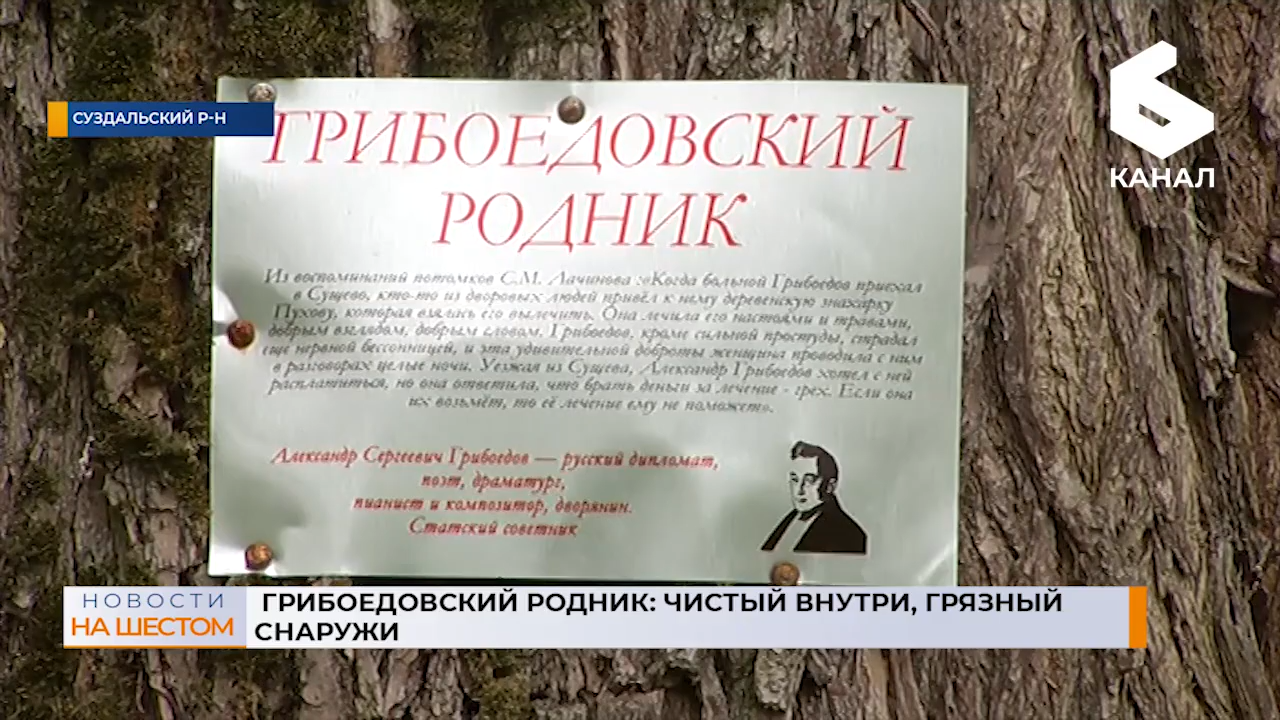 СУЗДАЛЬСКИЙ Р-Н
6
КАНАЛ
ГРИБОЕДОВСКИЙ
РОДНИК
Из воспоминаний потомков С.М. Лачинова :«Когда больной Грибоедов приехал
в Сущево, кто-то из дворовых людей привёл к нему деревенскую знахарку
Пухову, которая взялась его вылечить. Она лечила его настоями и травами,
добрым взглядом, добрым словом. Грибоедов, кроме сильной простуды, страдал
ещё нервной бессонницей, и эта удивительной доброты женщина проводила с ним
в разговорах целые ночи. Уезжая из Сущева, Александр Грибоедов хотел с ней
расплатиться, но она ответила, что брать деньги за лечение - грех. Если она
их возьмёт, то её лечение ему не поможет».
Александр Сергеевич Грибоедов — русский дипломат,
поэт, драматург,
пианист и композитор, дворянин.
Статский советник
НОВОСТИ
НА ШЕСТОМ
ГРИБОЕДОВСКИЙ РОДНИК: ЧИСТЫЙ ВНУТРИ, ГРЯЗНЫЙ
СНАРУЖИ